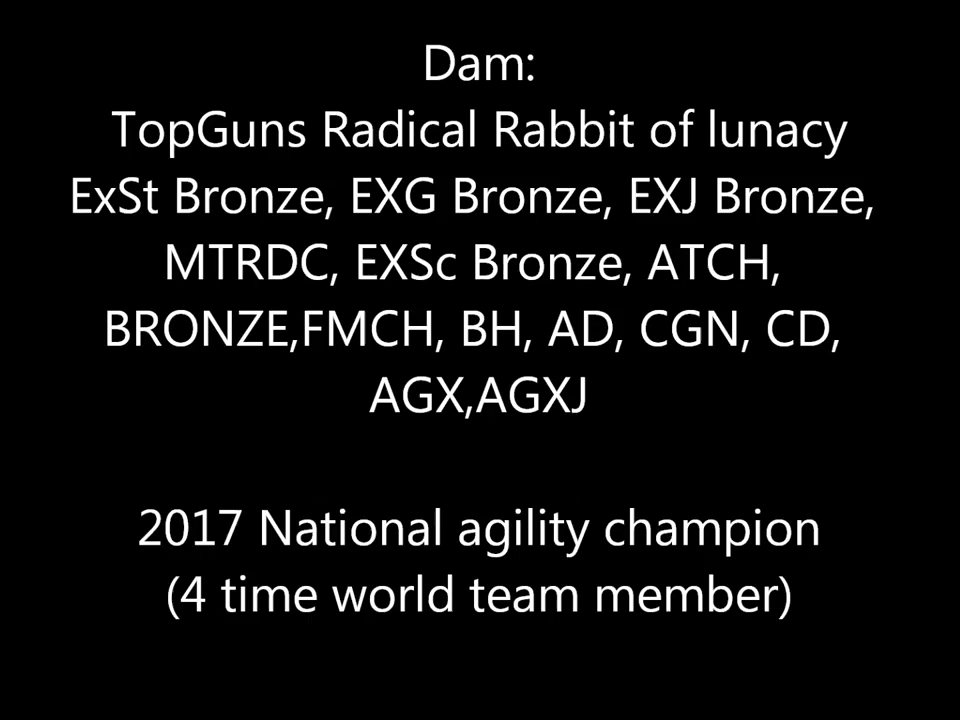 Dam:
TopGuns Radical Rabbit of lunacy
ExSt Bronze, EXG Bronze, EXJ Bronze,
MTRDC, EXSc Bronze, ATCH,
BRONZE,FMCH, BH, AD, CGN, CD,
AGX,AGXJ
2017 National agility champion
(4 time world team member)